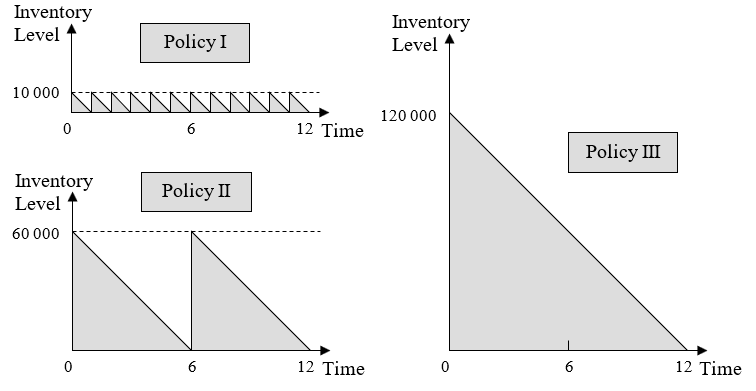 Inventory
Level
Policy I
10 000
0
6
12
Time
Inventory
Level
Policy II
60 000
0
6
12
Time
Inventory
Level
120 000
Policy III
0
6
12
Time